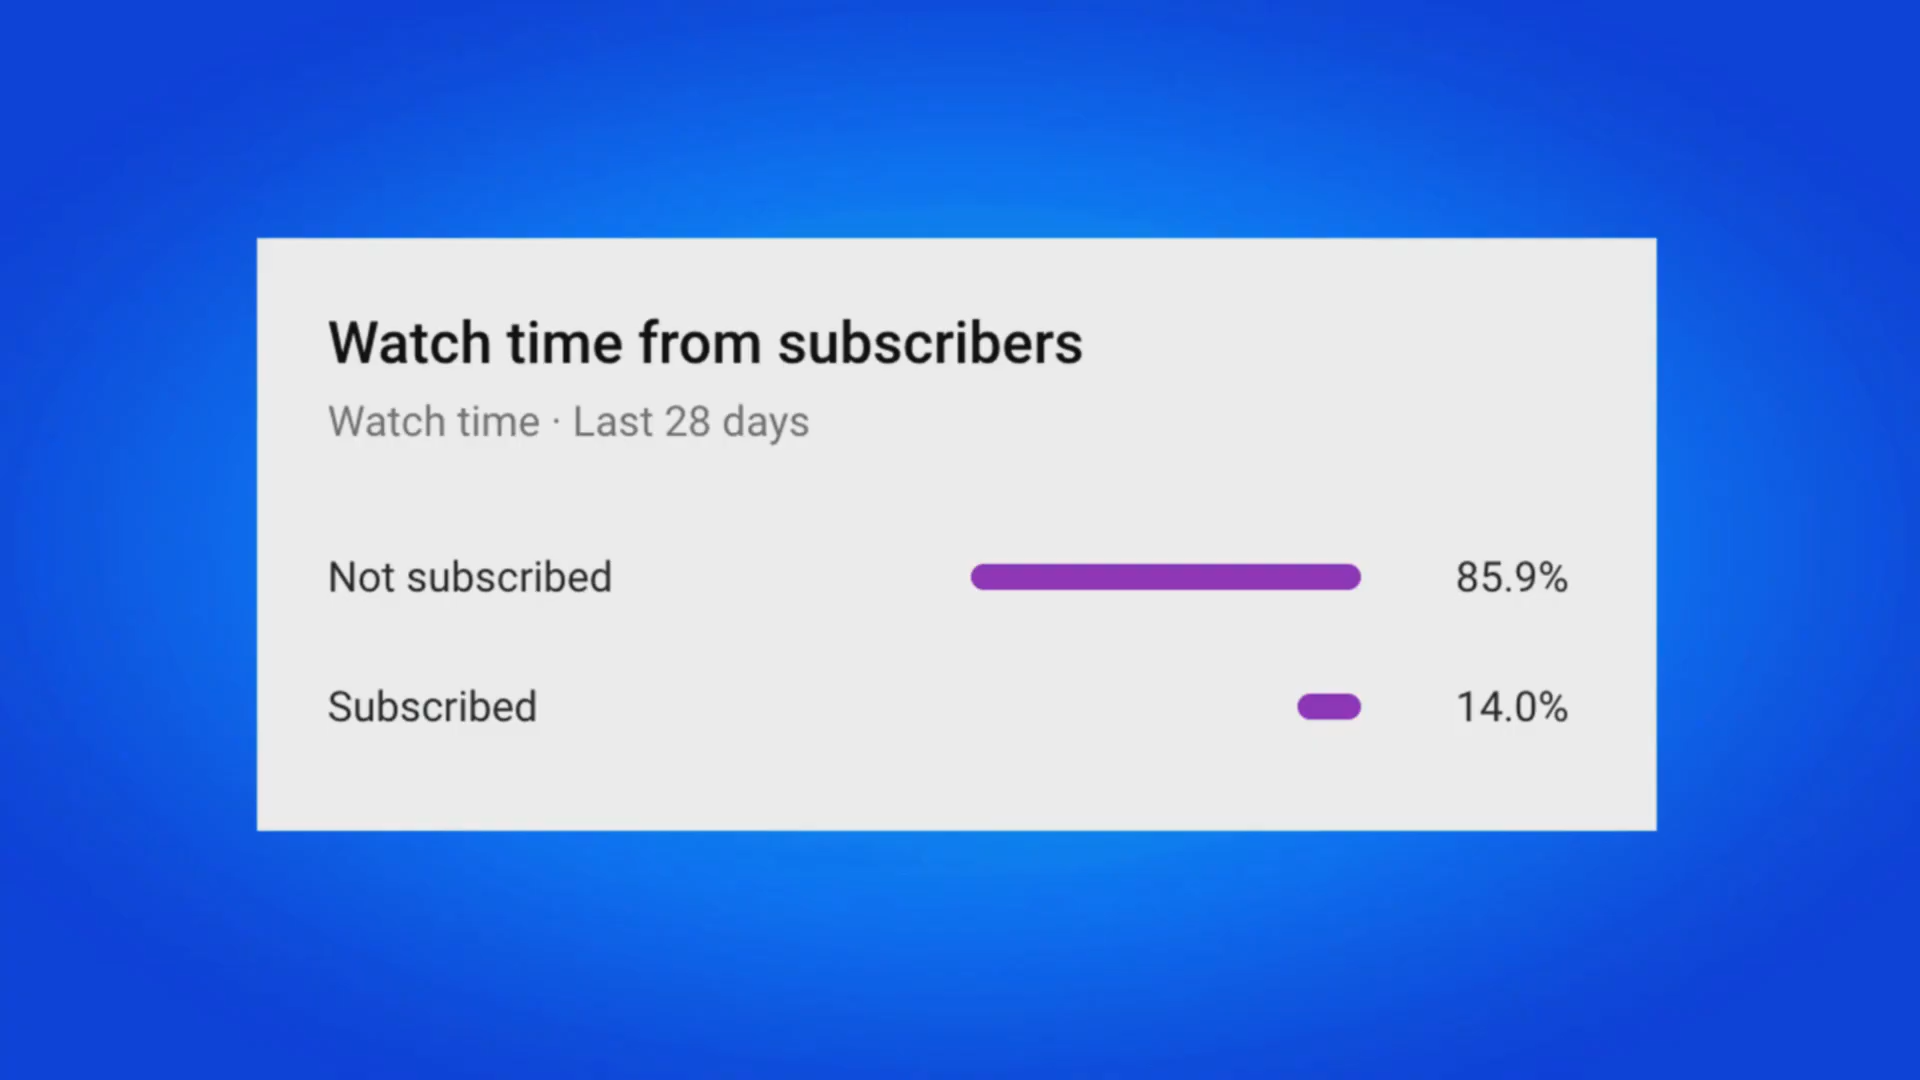 Watch time from subscribers
Watch time · Last 28 days
Not subscribed 85.9%
Subscribed 14.0%